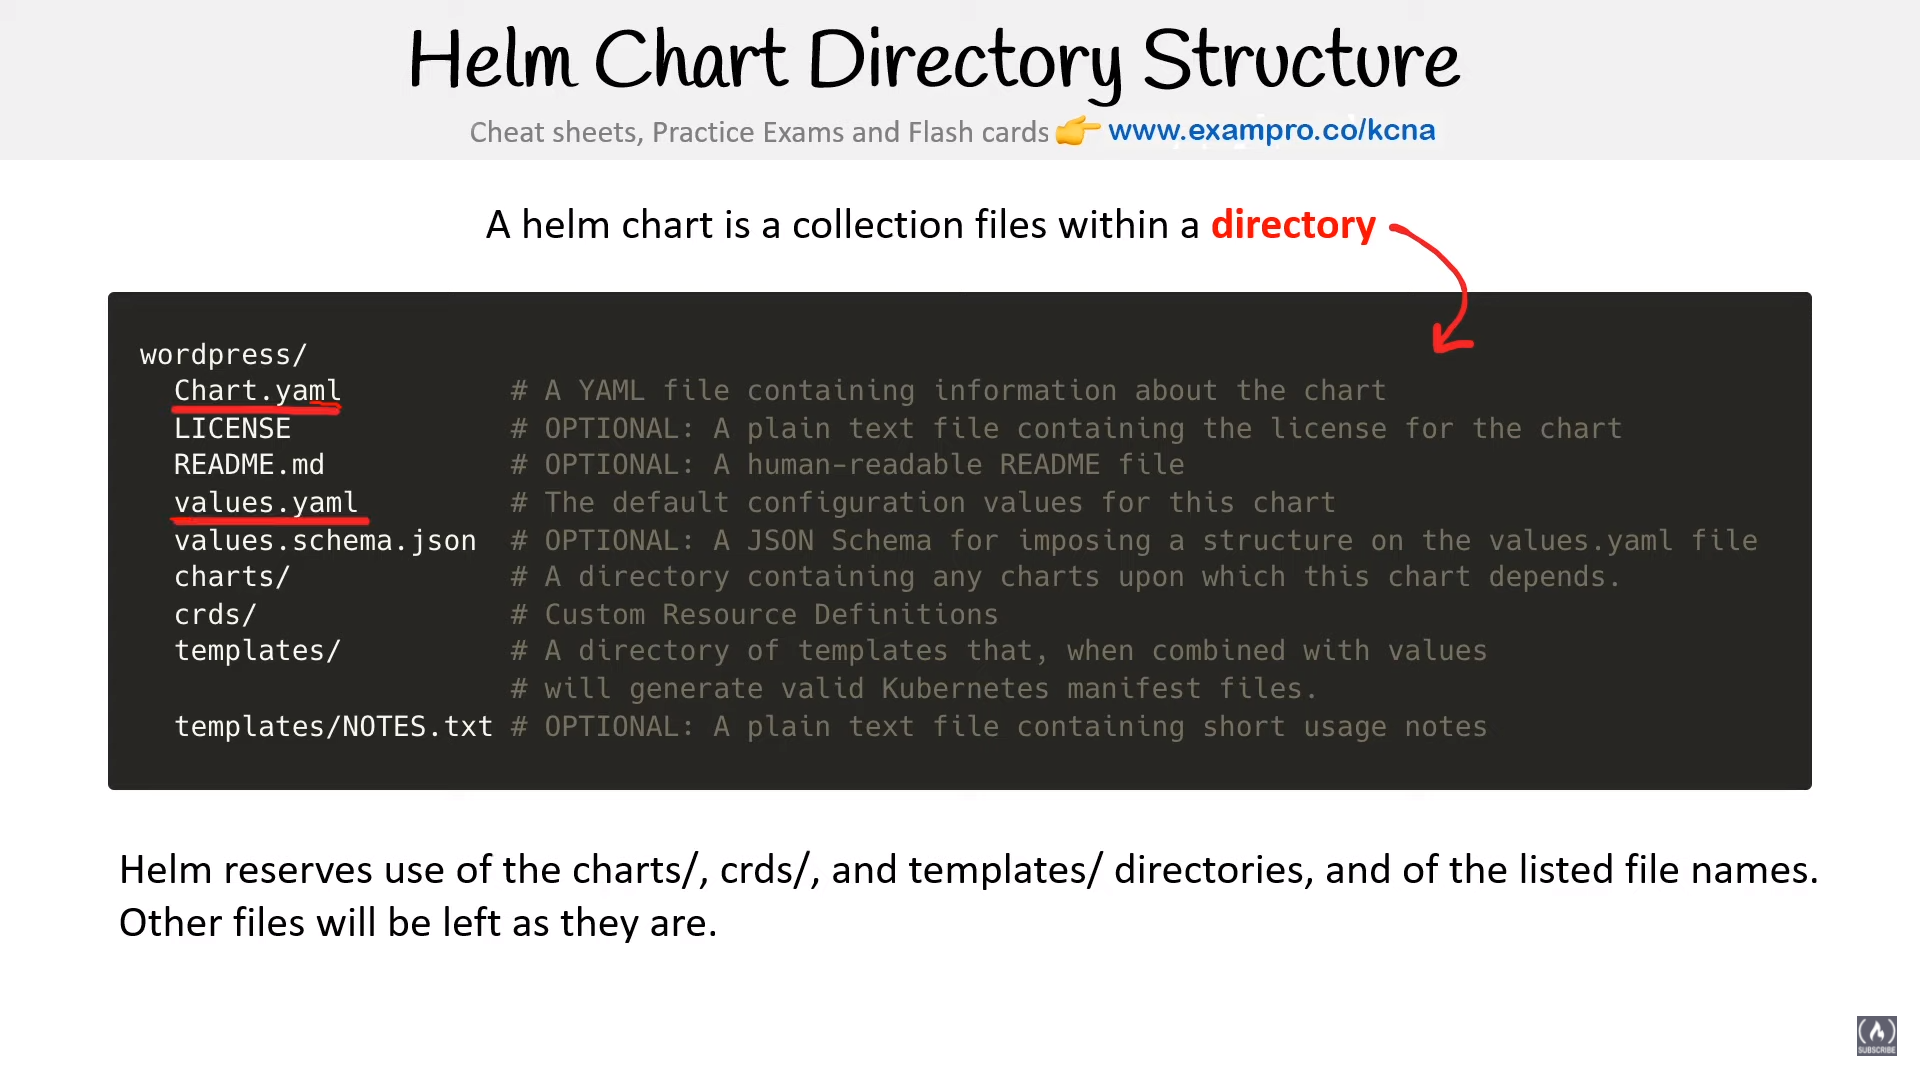 Helm Chart Directory Structure
Cheat sheets, Practice Exams and Flash cards 👉 www.exampro.co/kcna
A helm chart is a collection files within a directory
wordpress/
  Chart.yaml          # A YAML file containing information about the chart
  LICENSE             # OPTIONAL: A plain text file containing the license for the chart
  README.md           # OPTIONAL: A human-readable README file
  values.yaml         # The default configuration values for this chart
  values.schema.json  # OPTIONAL: A JSON Schema for imposing a structure on the values.yaml file
  charts/             # A directory containing any charts upon which this chart depends.
  crds/               # Custom Resource Definitions
  templates/          # A directory of templates that, when combined with values
                      # will generate valid Kubernetes manifest files.
  templates/NOTES.txt # OPTIONAL: A plain text file containing short usage notes
Helm reserves use of the charts/, crds/, and templates/ directories, and of the listed file names.
Other files will be left as they are.
SUBSCRIBE